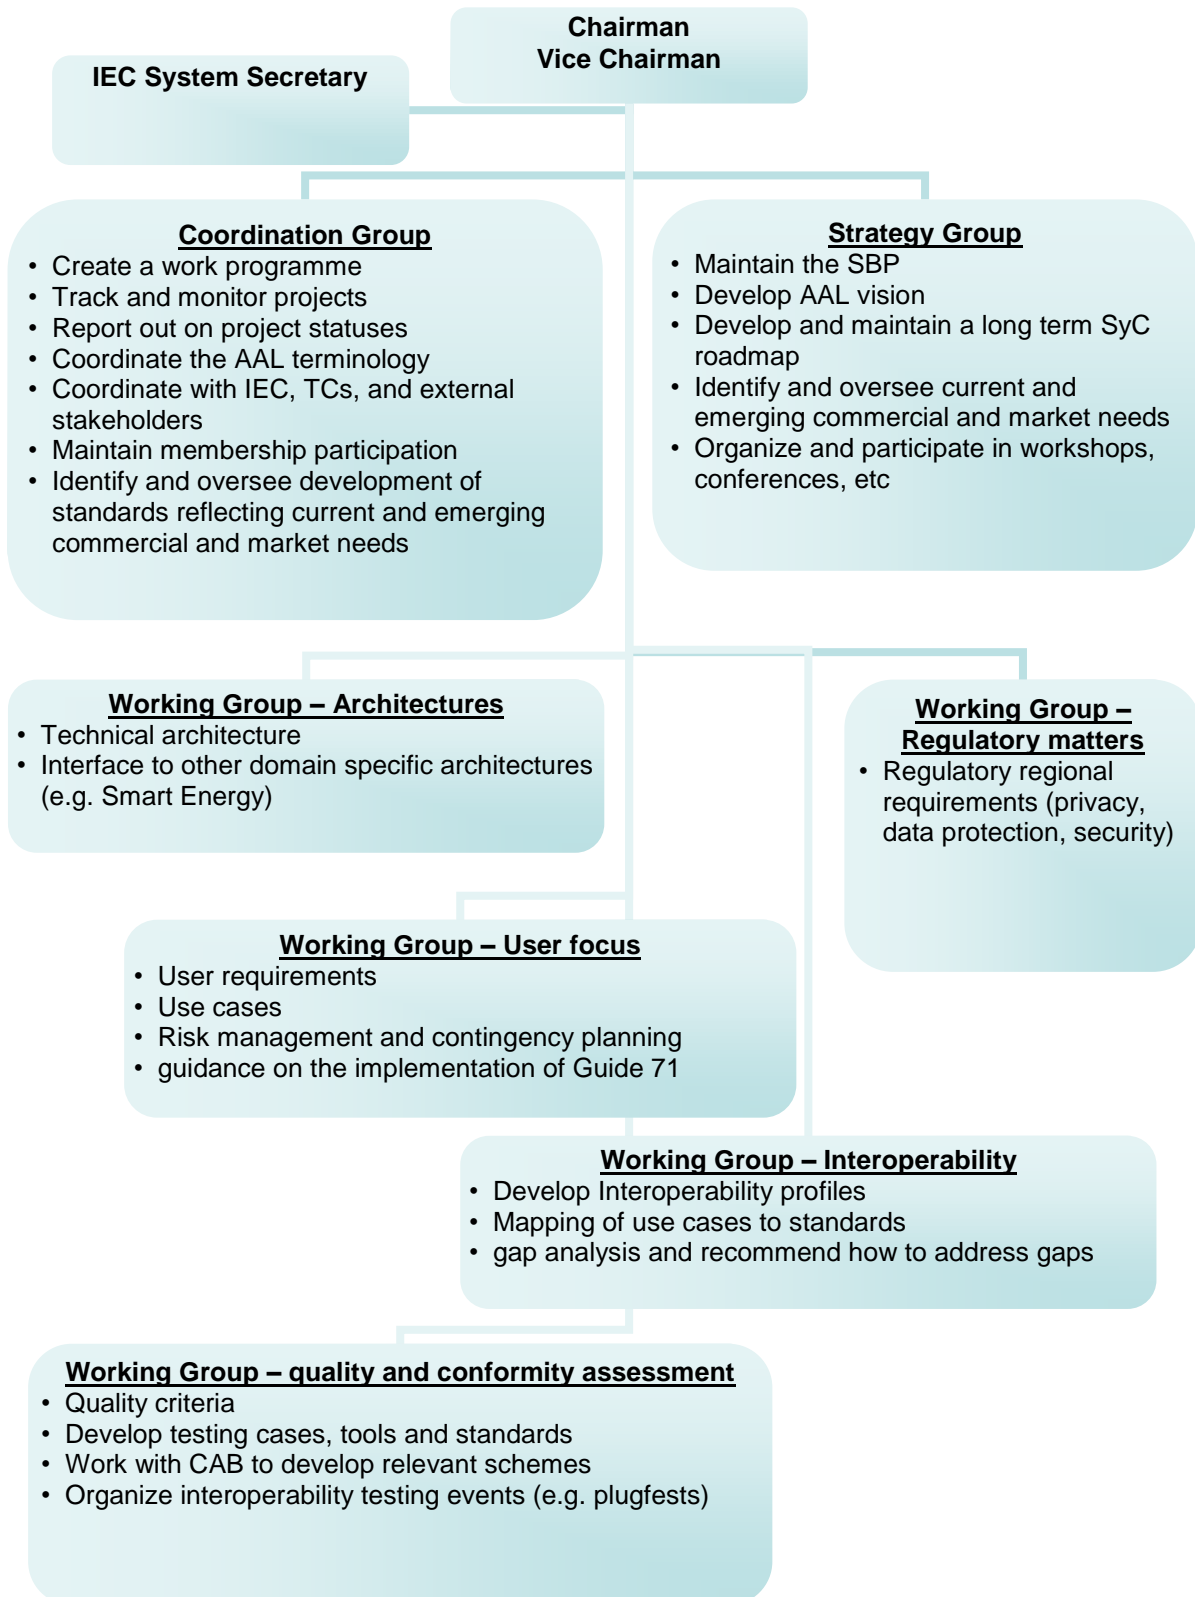 Chairman
Vice Chairman
IEC System Secretary
Coordination Group
• Create a work programme
• Track and monitor projects
• Report out on project statuses
• Coordinate the AAL terminology
• Coordinate with IEC, TCs, and external
stakeholders
• Maintain membership participation
• Identify and oversee development of
standards reflecting current and emerging
commercial and market needs
Strategy Group
• Maintain the SBP
• Develop AAL vision
• Develop and maintain a long term SyC
roadmap
• Identify and oversee current and
emerging commercial and market needs
• Organize and participate in workshops,
conferences, etc
Working Group – Architectures
• Technical architecture
• Interface to other domain specific architectures
(e.g. Smart Energy)
Working Group –
Regulatory matters
• Regulatory regional
requirements (privacy,
data protection, security)
Working Group – User focus
• User requirements
• Use cases
• Risk management and contingency planning
• guidance on the implementation of Guide 71
Working Group – Interoperability
• Develop Interoperability profiles
• Mapping of use cases to standards
• gap analysis and recommend how to address gaps
Working Group – quality and conformity assessment
• Quality criteria
• Develop testing cases, tools and standards
• Work with CAB to develop relevant schemes
• Organize interoperability testing events (e.g. plugfests)